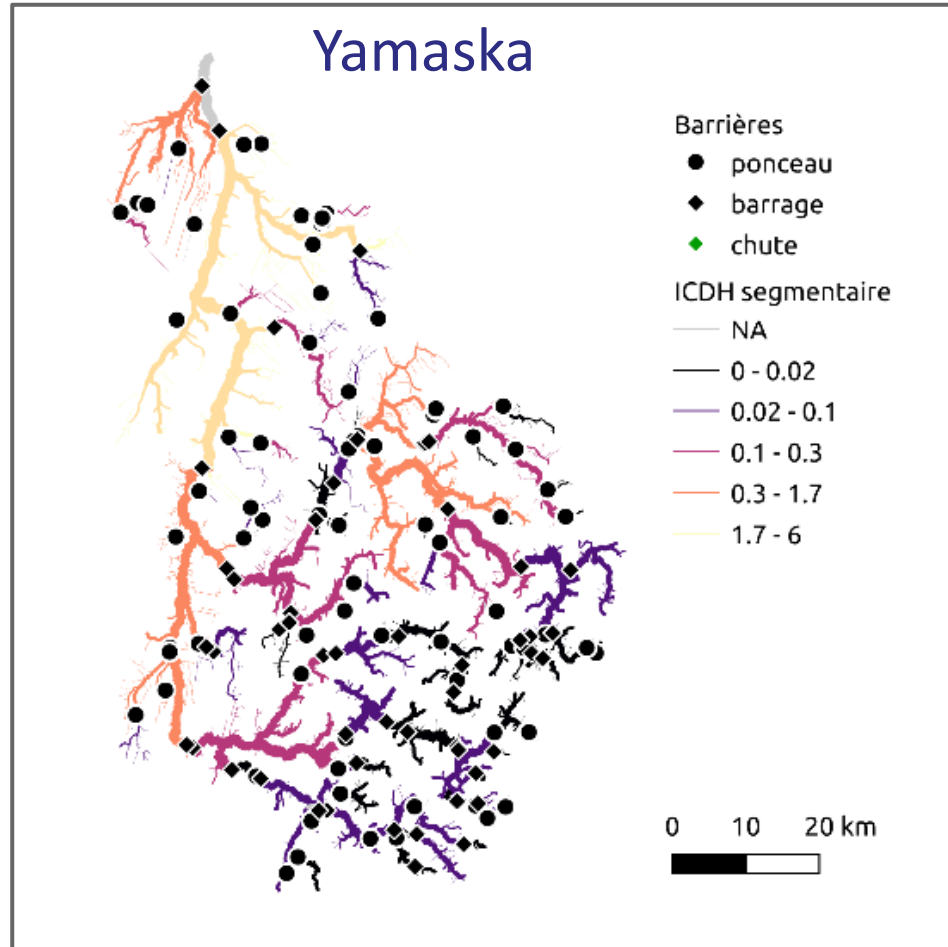 Yamaska
Barrières
ponceau
barrage
chute
ICDH segmentaire
NA
0 - 0.02
0.02 - 0.1
0.1 - 0.3
0.3 - 1.7
1.7 - 6
0 10 20 km